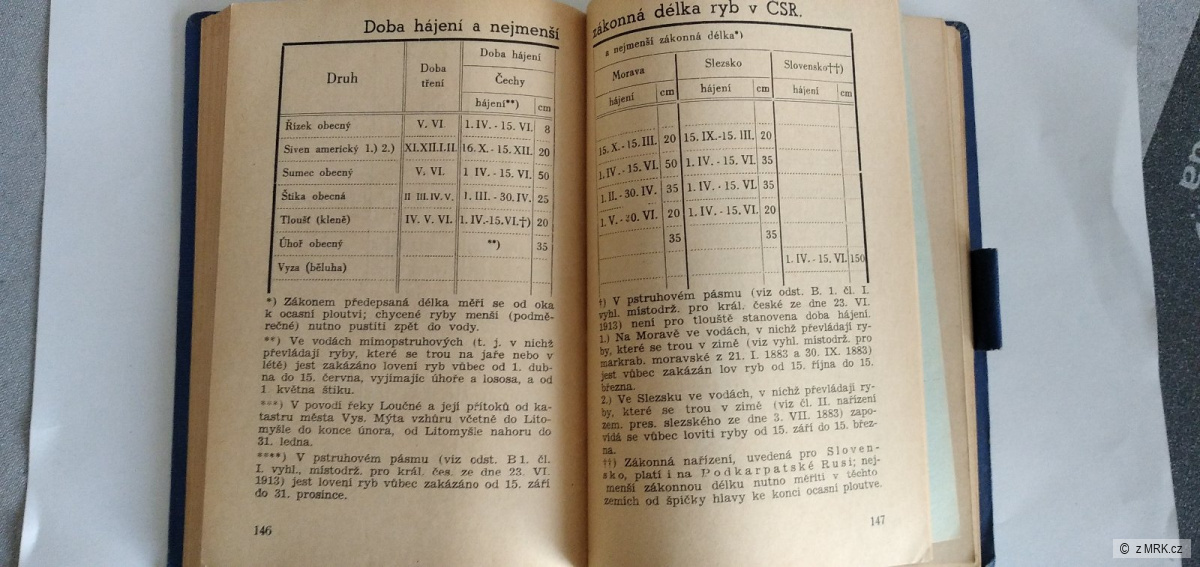 Doba hájení a nejmenší
Druh
Doba tření
Doba hájení
Čechy
hájení**) cm
Řízek obecný V. VI. 1. IV. - 15. VI. 8
Siven americký 1.) 2.) XI.XII.I.II. 16. X. - 15. XII. 20
Sumec obecný V. VI. 1 IV. - 15. VI. 50
Štika obecná II III. IV. V. 1. III. - 30. IV. 25
Tloušť (kleně) IV. V. VI. 1. IV.-15.VI.†) 20
Úhoř obecný **) 35
Vyza (běluha)
*) Zákonem předepsaná délka měří se od oka
k ocasní ploutvi; chycené ryby menší (podmě-
rečné) nutno pustiti zpět do vody.
**) Ve vodách mimopstruhových (t. j. v nichž
převládají ryby, které se trou na jaře nebo v
létě) jest zakázáno lovení ryb vůbec od 1. dub-
na do 15. června, vyjímajíc úhoře a lososa, a od
1 května štiku.
***) V povodí řeky Loučné a její přítoků od ka-
tastru města Vys. Mýta vzhůru včetně do Lito-
myšle do konce února, od Litomyšle nahoru do
31. ledna.
****) V pstruhovém pásmu (viz odst. B 1. čl.
I. vyhl., místodrž. pro král. čes. ze dne 23. VI.
1913) jest lovení ryb vůbec zakázáno od 15. září
do 31. prosince.
146
zákonná délka ryb v ČSR.
a nejmenší zákonná délka*)
Morava Slezsko Slovensko††)
hájení cm hájení cm hájení cm
15. X. - 15. III. 20 15. IX.-15. III. 20
1. IV. - 15. VI. 50 1. IV. - 15. VI. 35
1. II. - 30. IV. 35 1. IV. - 15. VI. 35
1. V. - 20. VI. 20 1. IV. - 15. VI. 20
35 35
1. IV. - 15. VI. 150
†) V pstruhovém pásmu (viz odst. B. 1. čl. I.
vyhl. místodrž. pro král. české ze dne 23. VI.
1913) není pro tlouště stanovena doba hájení.
1.) Na Moravě ve vodách, v nichž převládají ry-
by, které se trou v zimě (viz vyhl. místodrž. pro
markrab. moravské z 21. I. 1883 a 30. IX. 1883)
jest vůbec zakázán lov ryb od 15. října do 15.
března.
2.) Ve Slezsku ve vodách, v nichž převládají ry-
by, které se trou v zimě (viz čl. II. nařízení
zem. pres. slezského ze dne 3. VII. 1883) zapo-
vídá se vůbec loviti ryby od 15. září do 15. břez-
na.
††) Zákonná nařízení, uvedená pro Sloven-
sko, platí i na Podkarpatské Rusi; nej-
menší zákonnou délku nutno měřiti v těchto
zemích od špičky hlavy ke konci ocasní ploutve.
147
© z MRK.cz